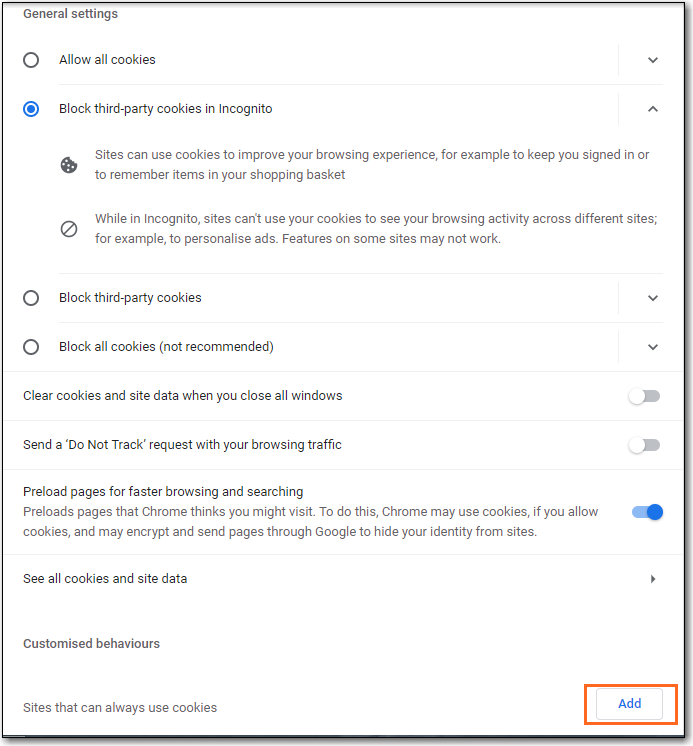 General settings
Allow all cookies
Block third-party cookies in Incognito
Sites can use cookies to improve your browsing experience, for example to keep you signed in or
to remember items in your shopping basket
While in Incognito, sites can't use your cookies to see your browsing activity across different sites;
for example, to personalise ads. Features on some sites may not work.
Block third-party cookies
Block all cookies (not recommended)
Clear cookies and site data when you close all windows
Send a ‘Do Not Track’ request with your browsing traffic
Preload pages for faster browsing and searching
Preloads pages that Chrome thinks you might visit. To do this, Chrome may use cookies, if you allow
cookies, and may encrypt and send pages through Google to hide your identity from sites.
See all cookies and site data
Customised behaviours
Sites that can always use cookies
Add